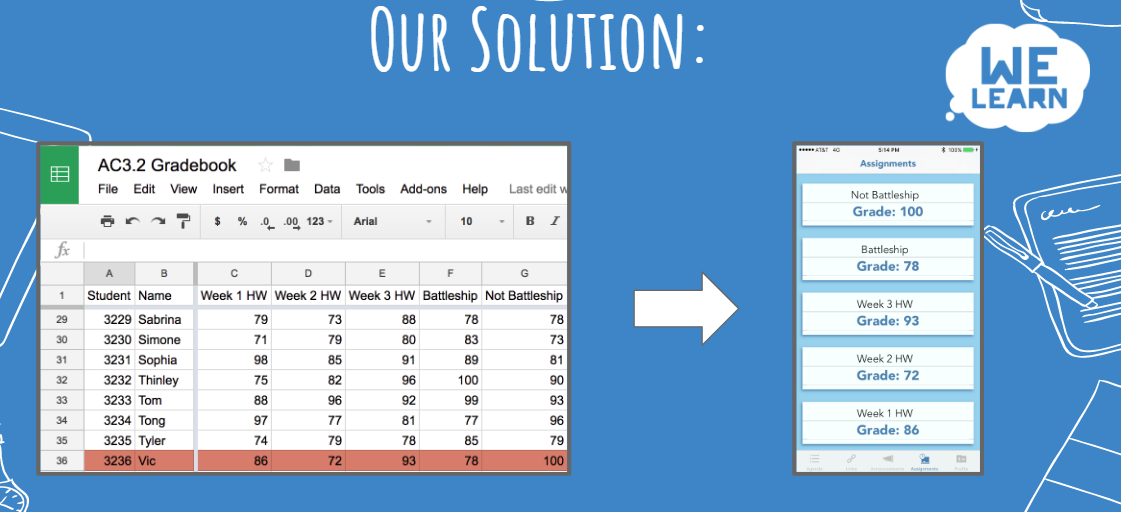 Our Solution:
WE
LEARN
AC3.2 Gradebook
File Edit View Insert Format Data Tools Add-ons Help Last edit w
$ % .0 .00 123 Arial 10 B I
fx
A B C D E F G
1 Student Name Week 1 HW Week 2 HW Week 3 HW Battleship Not Battleship
29 3229 Sabrina 79 73 88 78 78
30 3230 Simone 71 79 80 83 73
31 3231 Sophia 98 85 91 89 81
32 3232 Thinley 75 82 96 100 90
33 3233 Tom 88 96 92 99 93
34 3234 Tong 97 77 81 77 96
35 3235 Tyler 74 79 78 85 79
36 3236 Vic 86 72 93 78 100
AT&T 4G 5:14 PM 100%
Assignments
Not Battleship
Grade: 100
Battleship
Grade: 78
Week 3 HW
Grade: 93
Week 2 HW
Grade: 72
Week 1 HW
Grade: 86
Assignments